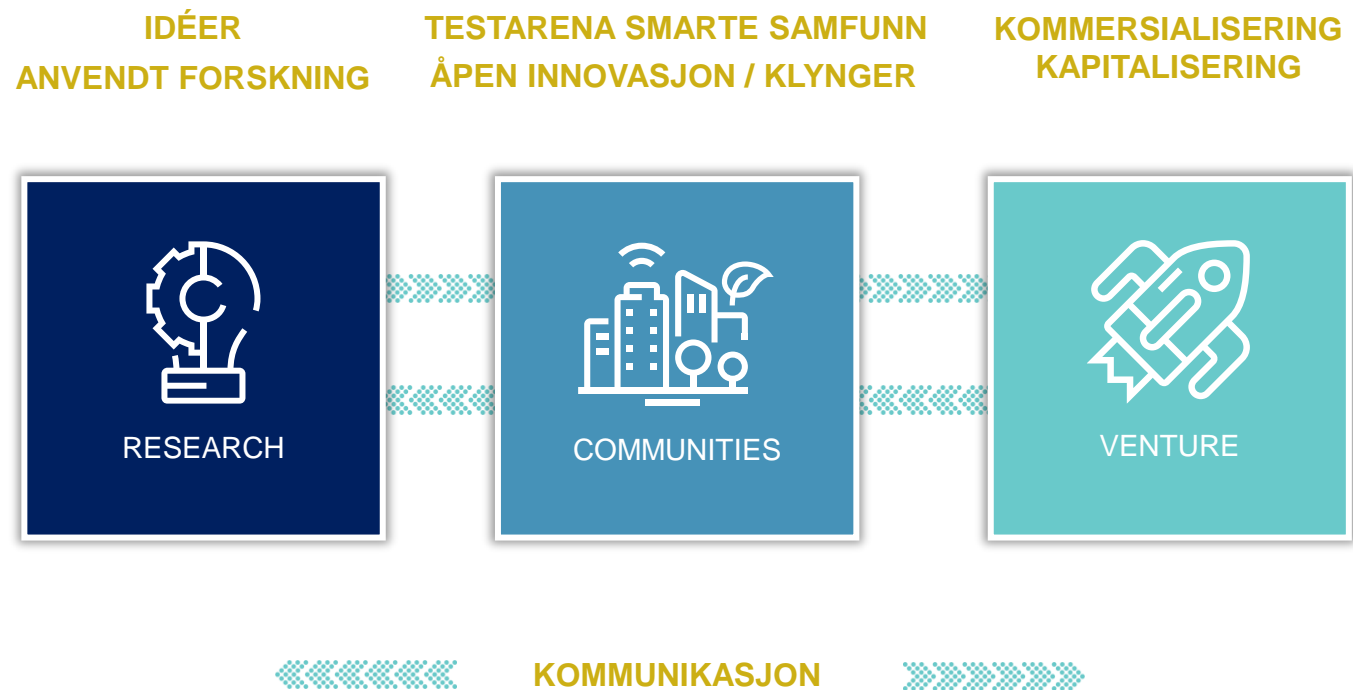 IDÉER
ANVENDT FORSKNING
TESTARENA SMARTE SAMFUNN
ÅPEN INNOVASJON / KLYNGER
KOMMERSIALISERING
KAPITALISERING
RESEARCH
COMMUNITIES
VENTURE
KOMMUNIKASJON